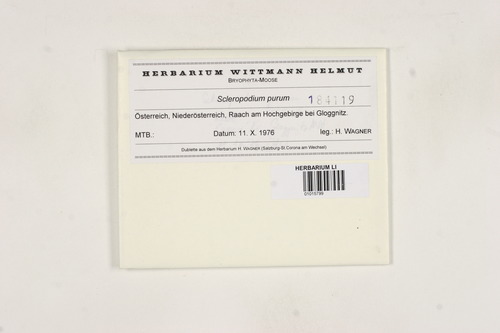 HERBARIUM WITTMANN HELMUT
BRYOPHYTA-MOOSE
Scleropodium purum 184119
Österreich, Niederösterreich, Raach am Hochgebirge bei Gloggnitz.
MTB.: Datum: 11. X. 1976 leg.: H. WAGNER
Dublette aus dem Herbarium H. WAGNER (Salzburg-St.Corona am Wechsel)
HERBARIUM LI
01015796